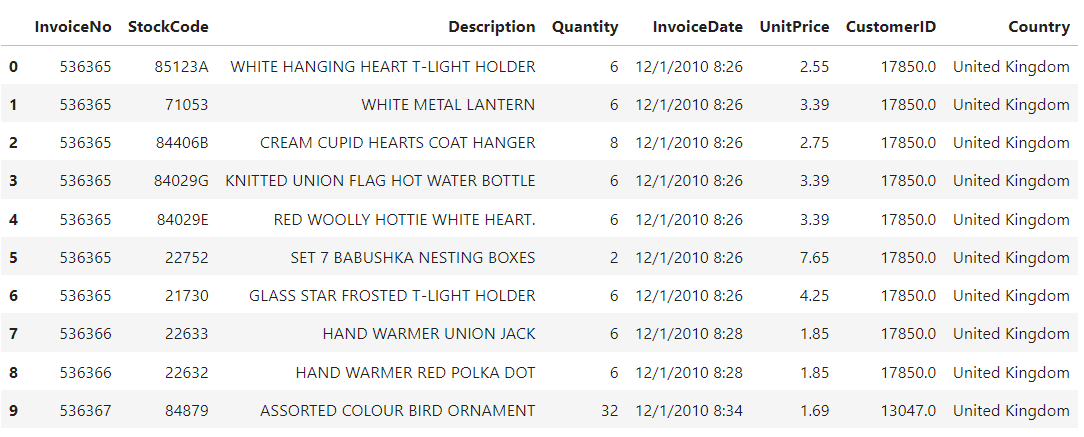 InvoiceNo StockCode Description Quantity InvoiceDate UnitPrice CustomerID Country
0 536365 85123A WHITE HANGING HEART T-LIGHT HOLDER 6 12/1/2010 8:26 2.55 17850.0 United Kingdom
1 536365 71053 WHITE METAL LANTERN 6 12/1/2010 8:26 3.39 17850.0 United Kingdom
2 536365 84406B CREAM CUPID HEARTS COAT HANGER 8 12/1/2010 8:26 2.75 17850.0 United Kingdom
3 536365 84029G KNITTED UNION FLAG HOT WATER BOTTLE 6 12/1/2010 8:26 3.39 17850.0 United Kingdom
4 536365 84029E RED WOOLLY HOTTIE WHITE HEART. 6 12/1/2010 8:26 3.39 17850.0 United Kingdom
5 536365 22752 SET 7 BABUSHKA NESTING BOXES 2 12/1/2010 8:26 7.65 17850.0 United Kingdom
6 536365 21730 GLASS STAR FROSTED T-LIGHT HOLDER 6 12/1/2010 8:26 4.25 17850.0 United Kingdom
7 536366 22633 HAND WARMER UNION JACK 6 12/1/2010 8:28 1.85 17850.0 United Kingdom
8 536366 22632 HAND WARMER RED POLKA DOT 6 12/1/2010 8:28 1.85 17850.0 United Kingdom
9 536367 84879 ASSORTED COLOUR BIRD ORNAMENT 32 12/1/2010 8:34 1.69 13047.0 United Kingdom